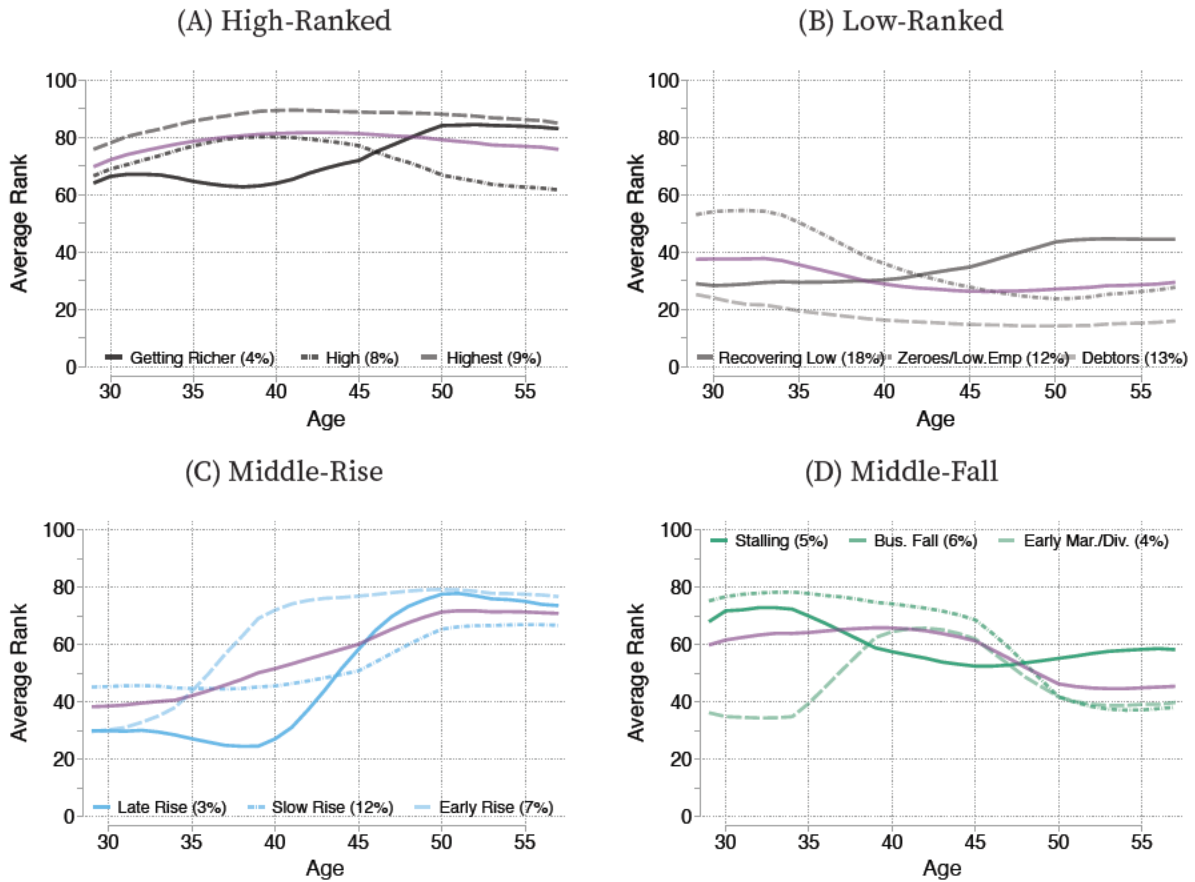 (A) High-Ranked
100
80
60
40
20
0
Average Rank
Getting Richer (4%) High (8%) Highest (9%)
30 35 40 45 50 55
Age
(B) Low-Ranked
100
80
60
40
20
0
Average Rank
Recovering Low (18%) Zeroes/Low.Emp (12%) Debtors (13%)
30 35 40 45 50 55
Age
(C) Middle-Rise
100
80
60
40
20
0
Average Rank
Late Rise (3%) Slow Rise (12%) Early Rise (7%)
30 35 40 45 50 55
Age
(D) Middle-Fall
100
80
60
40
20
0
Average Rank
Stalling (5%) Bus. Fall (6%) Early Mar./Div. (4%)
30 35 40 45 50 55
Age